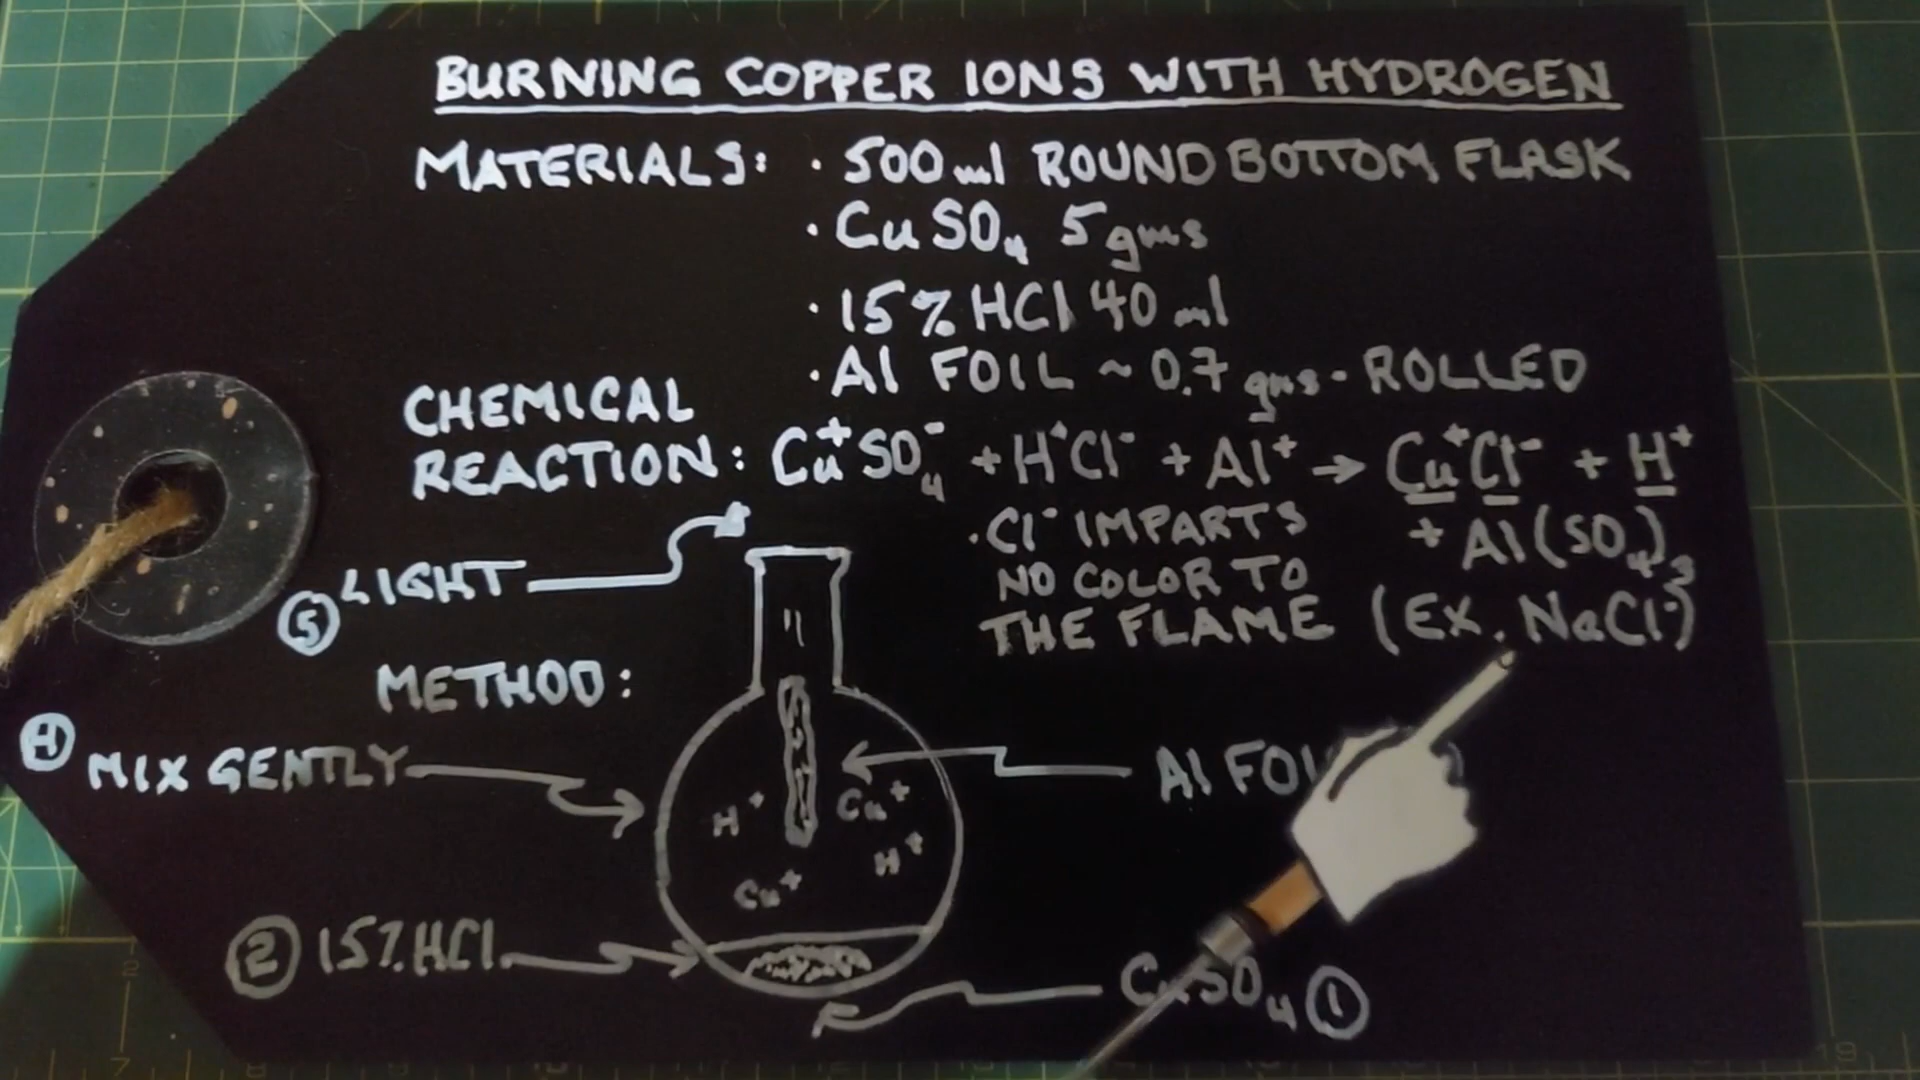 BURNING COPPER IONS WITH HYDROGEN
MATERIALS: · 500 ml ROUND BOTTOM FLASK
· CuSO₄ 5 gms
· 15% HCl 40 ml
· Al FOIL ~ 0.7 gms - ROLLED
CHEMICAL
REACTION: Cu⁺SO₄⁻ + H⁺Cl⁻ + Al⁺ → Cu⁺Cl⁻ + H⁺
+ Al(SO₄)₃
· Cl⁻ IMPARTS
NO COLOR TO
THE FLAME (EX. NaCl⁻)
⑤ LIGHT
METHOD:
④ MIX GENTLY
Al
H⁺ Cu⁺
H⁺
Cu⁺
② 15% HCl
CuSO₄ ①